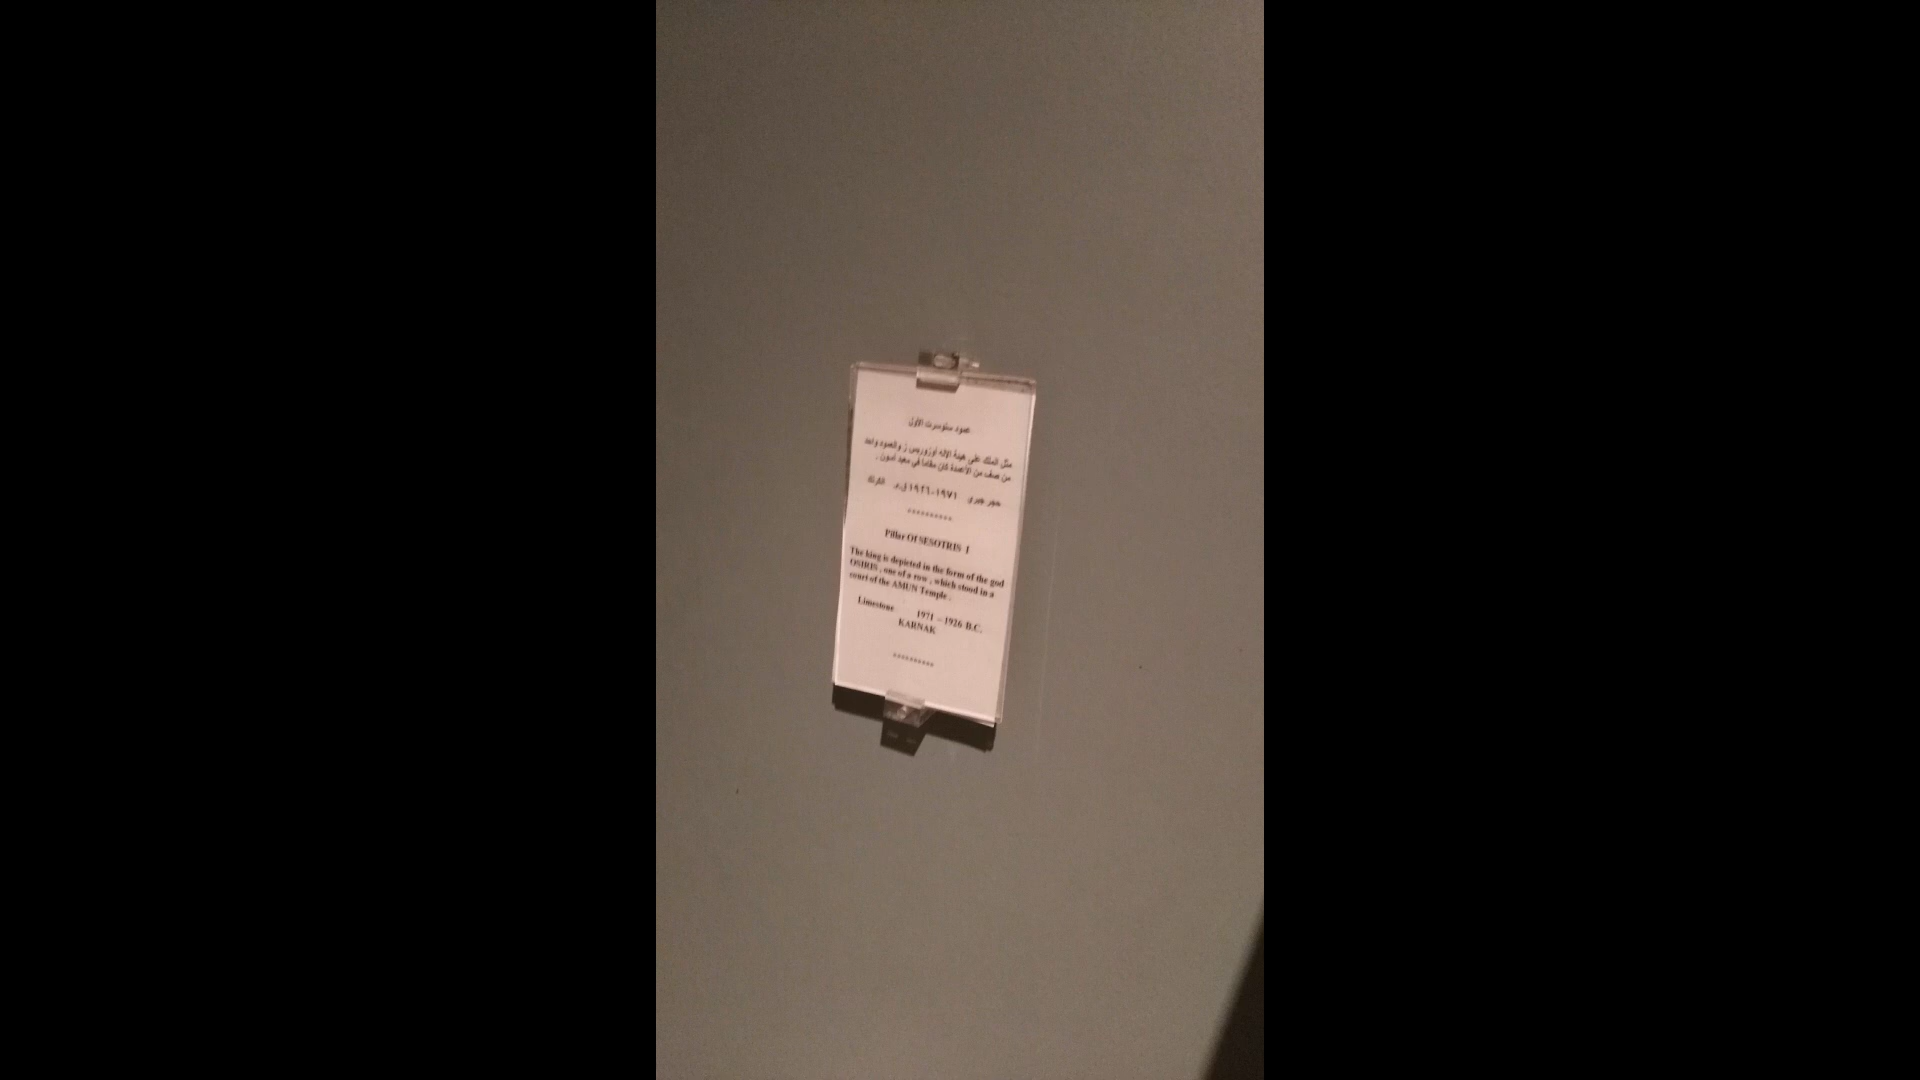 عمود سنوسرت الأول
مثل الملك على هيئة الإله أوزوريس ز والعمود واحد
من صف من الأعمدة كان مقاماً في معبد آمون .
حجر جيري ١٩٧١-١٩٢٦ ق.م. الكرنك
**********
Pillar Of SESOTRIS I
The king is depicted in the form of the god
OSIRIS , one of a row , which stood in a
court of the AMUN Temple .
Limestone 1971 – 1926 B.C.
KARNAK
**********